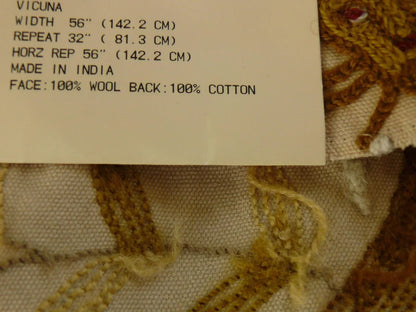 VICUNA
WIDTH 56" (142.2 CM)
REPEAT 32" ( 81.3 CM)
HORZ REP 56" (142.2 CM)
MADE IN INDIA
FACE:100% WOOL BACK:100% COTTON